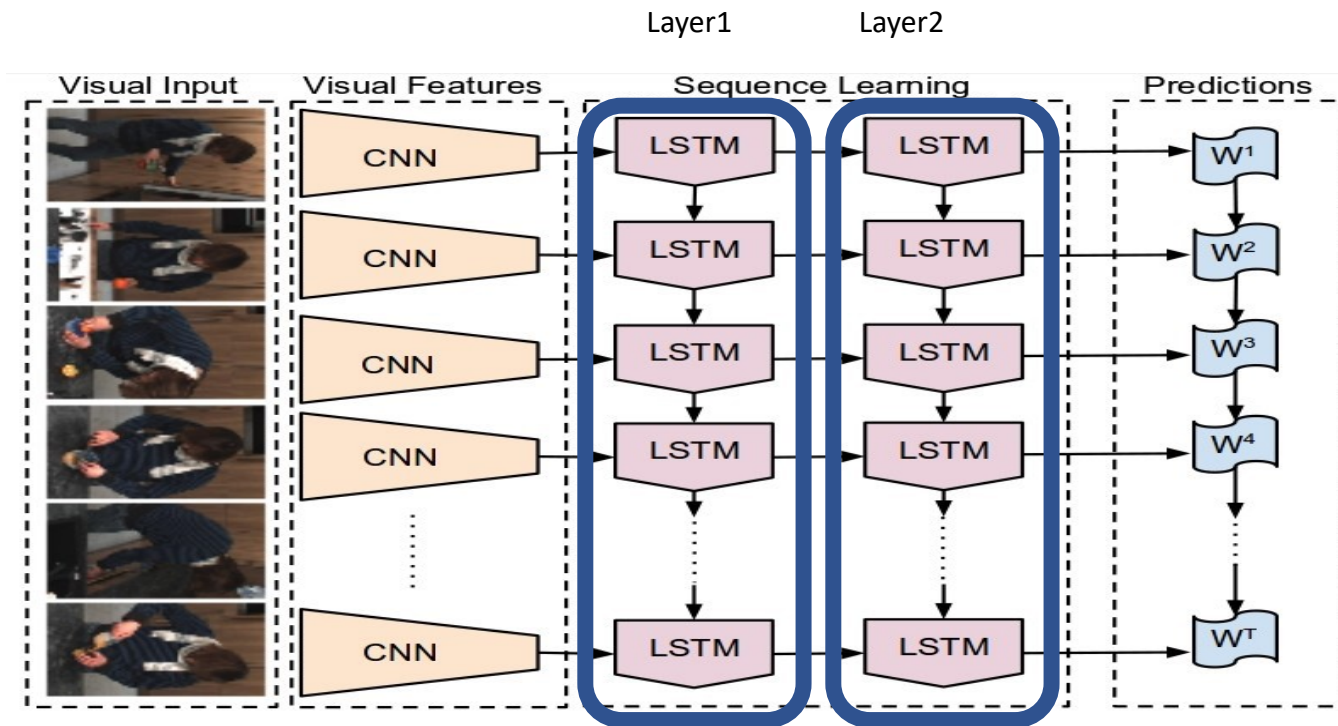 Layer1 Layer2
Visual Input Visual Features Sequence Learning Predictions
CNN LSTM LSTM W¹
CNN LSTM LSTM W²
CNN LSTM LSTM W³
CNN LSTM LSTM W⁴
CNN LSTM LSTM Wᵀ